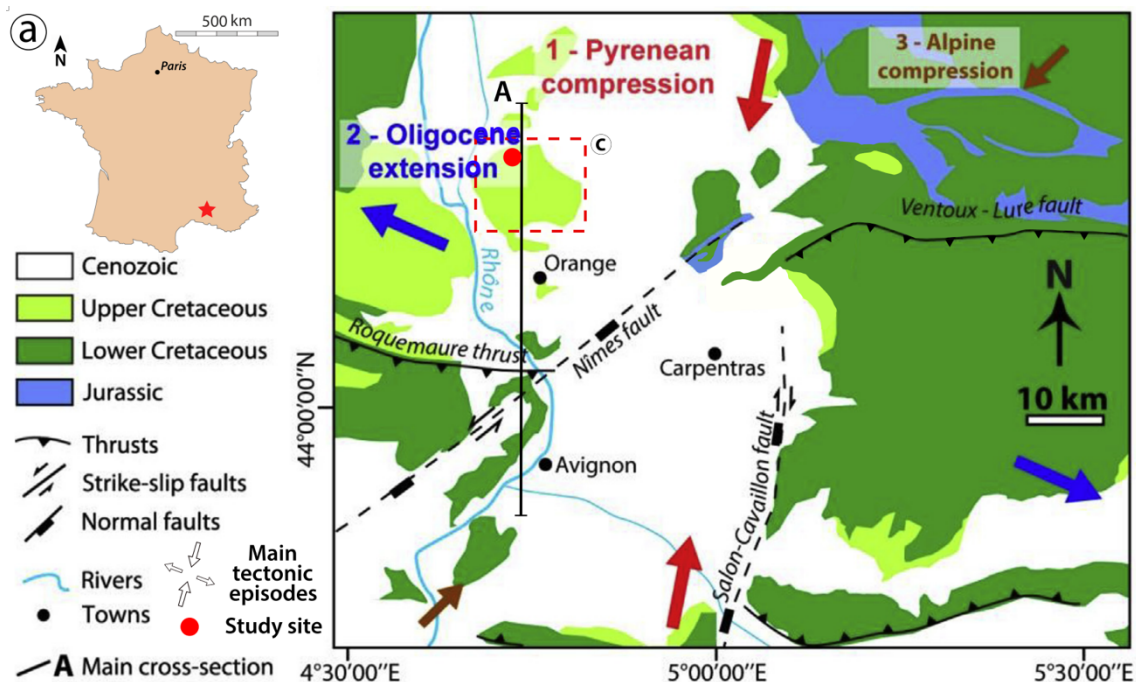 a
500 km
N
Paris
Cenozoic
Upper Cretaceous
Lower Cretaceous
Jurassic
Thrusts
Strike-slip faults
Normal faults
Rivers
Towns
Main
tectonic
episodes
Study site
A Main cross-section
1 - Pyrenean
compression
3 - Alpine
compression
A
2 - Oligocene
extension
c
Ventoux - Lure fault
Rhône
Orange
N
Roquemaure thrust
Nîmes fault
Carpentras
10 km
44°00'00"N
Avignon
Salon-Cavaillon fault
4°30'00"E
5°00'00"E
5°30'00"E